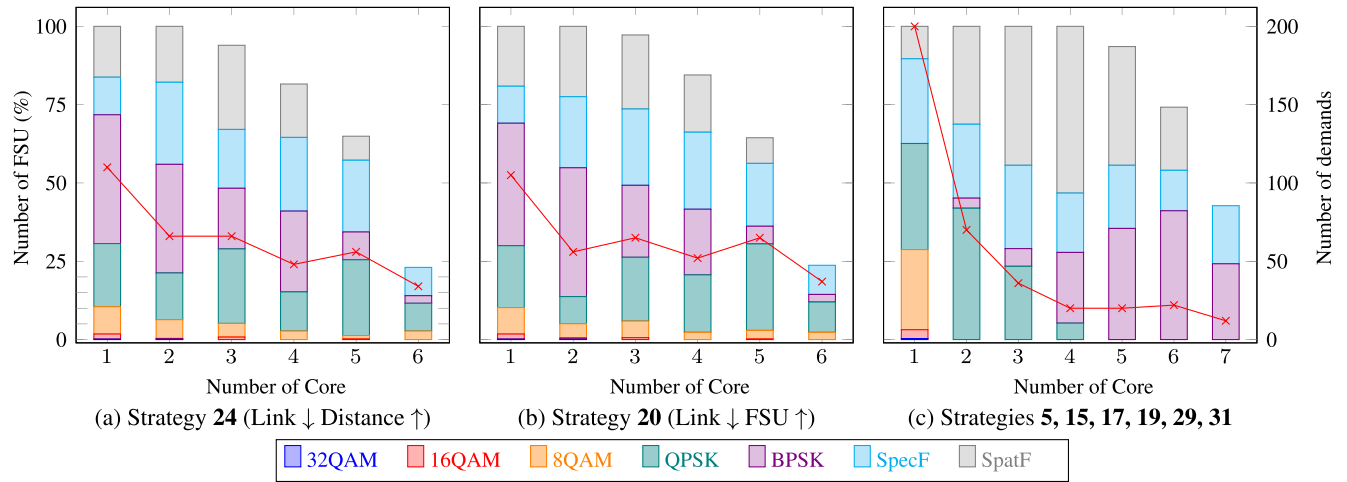 Number of FSU (%)
100
75
50
25
0
1 2 3 4 5 6
Number of Core
(a) Strategy 24 (Link ↓ Distance ↑)
1 2 3 4 5 6
Number of Core
(b) Strategy 20 (Link ↓ FSU ↑)
200
150
100
50
0
Number of demands
1 2 3 4 5 6 7
Number of Core
(c) Strategies 5, 15, 17, 19, 29, 31
32QAM 16QAM 8QAM QPSK BPSK SpecF SpatF